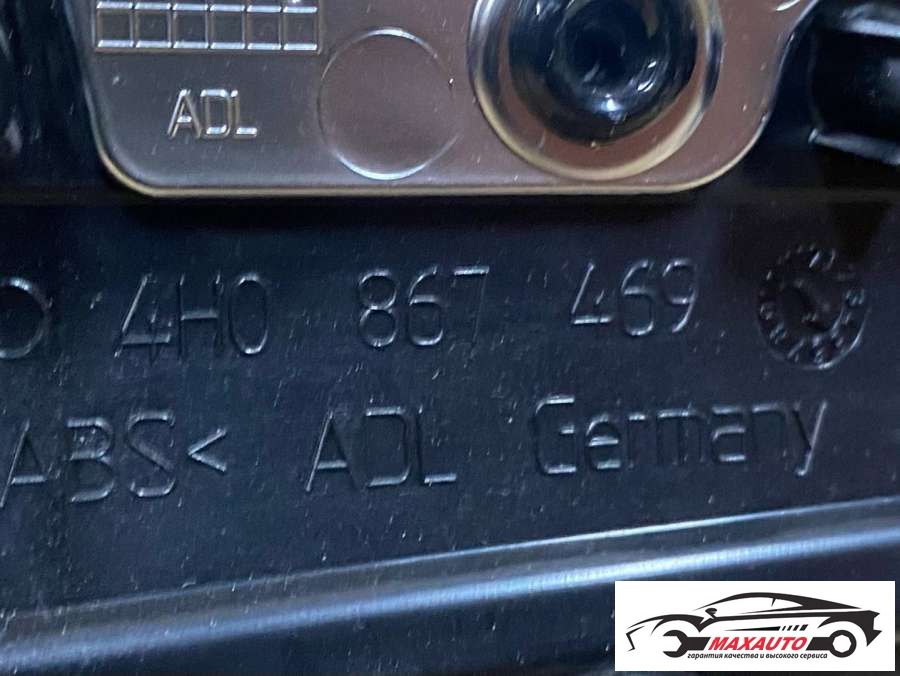 ADL
4H0 867 469
ABS< ADL Germany
MAXAUTO
гарантия качества и высокого сервиса